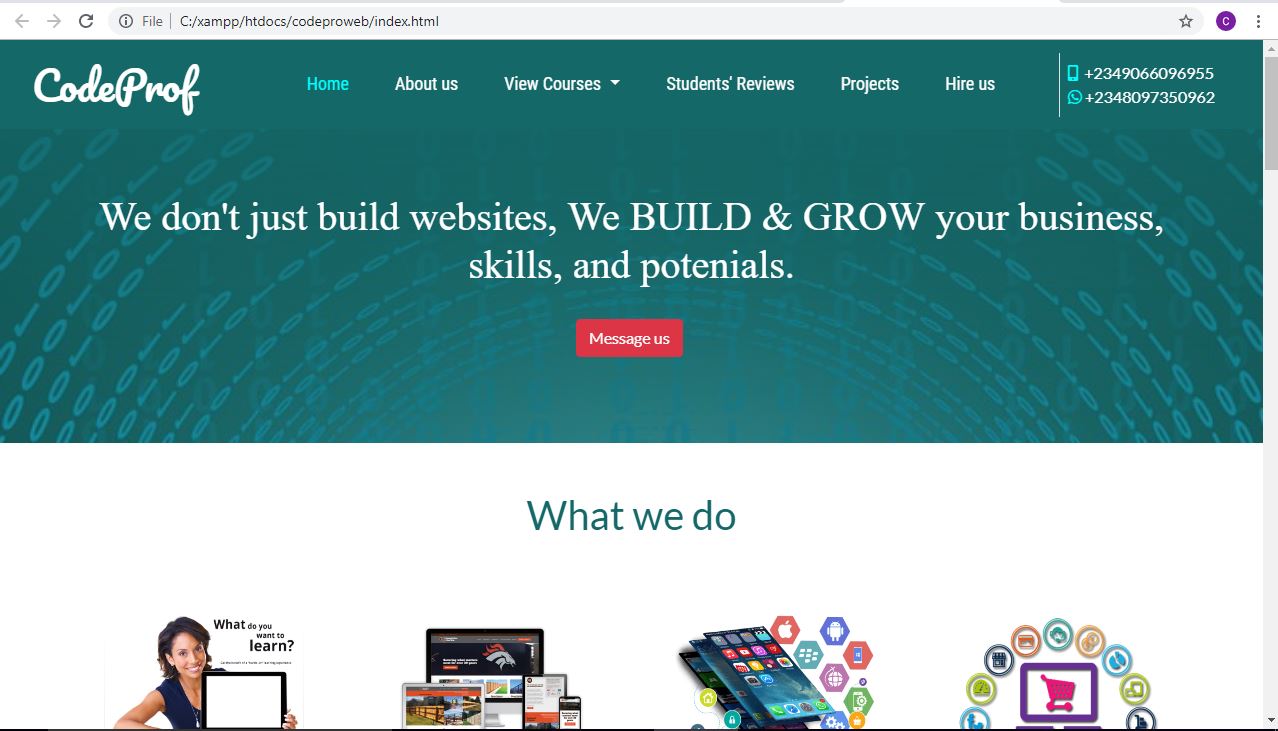 File | C:/xampp/htdocs/codeproweb/index.html
C
CodeProf
Home About us View Courses Students' Reviews Projects Hire us
+2349066096955
+2348097350962
We don't just build websites, We BUILD & GROW your business,
skills, and potenials.
Message us
What we do
What do you
want to
learn?